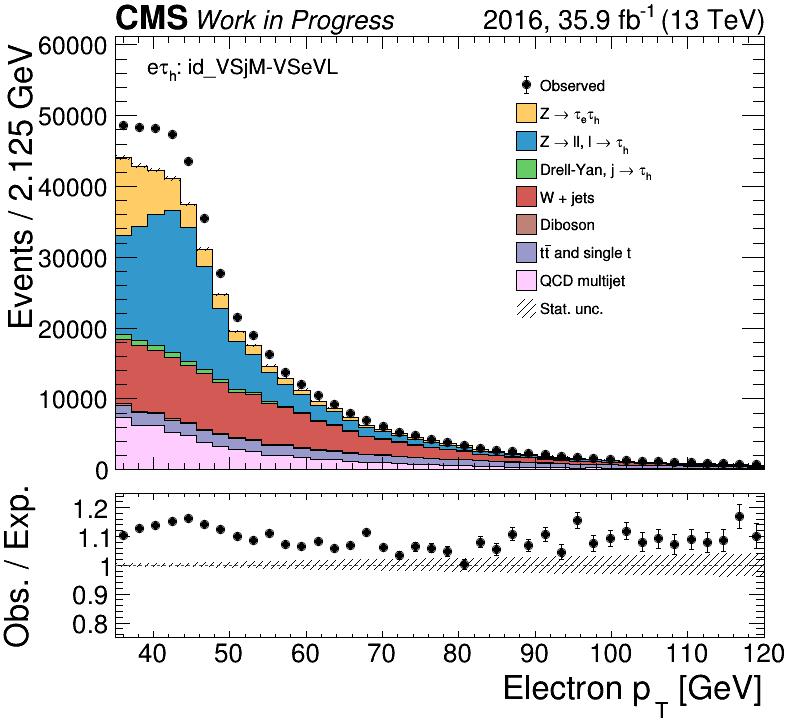 CMS Work in Progress 2016, 35.9 fb⁻¹ (13 TeV)
Events / 2.125 GeV
60000
50000
40000
30000
20000
10000
0
eτₕ: id_VSjM-VSeVL
Observed
Z → τₑτₕ
Z → ll, l → τₕ
Drell-Yan, j → τₕ
W + jets
Diboson
tt̄ and single t
QCD multijet
Stat. unc.
Obs. / Exp.
1.2
1.1
1
0.9
0.8
40 50 60 70 80 90 100 110 120
Electron p_T [GeV]